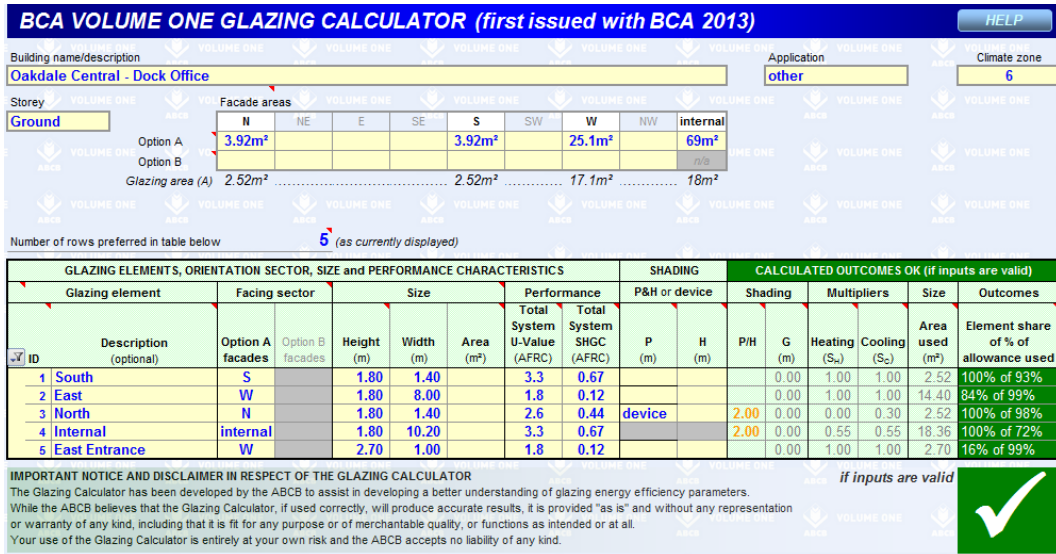 BCA VOLUME ONE GLAZING CALCULATOR (first issued with BCA 2013)
HELP
Building name/description Application Climate zone
Oakdale Central - Dock Office other 6
Storey Facade areas
Ground N NE E SE S SW W NW internal
Option A 3.92m² 3.92m² 25.1m² 69m²
Option B n/a
Glazing area (A) 2.52m² 2.52m² 17.1m² 18m²
Number of rows preferred in table below 5 (as currently displayed)
GLAZING ELEMENTS, ORIENTATION SECTOR, SIZE and PERFORMANCE CHARACTERISTICS SHADING CALCULATED OUTCOMES OK (if inputs are valid)
Glazing element Facing sector Size Performance P&H or device Shading Multipliers Size Outcomes
ID Description (optional) Option A facades Option B facades Height (m) Width (m) Area (m²) Total System U-Value (AFRC) Total System SHGC (AFRC) P (m) H (m) P/H G (m) Heating (SH) Cooling (SC) Area used (m²) Element share of % of allowance used
1 South S 1.80 1.40 3.3 0.67 0.00 1.00 1.00 2.52 100% of 93%
2 East W 1.80 8.00 1.8 0.12 0.00 1.00 1.00 14.40 84% of 99%
3 North N 1.80 1.40 2.6 0.44 device 2.00 0.00 0.00 0.30 2.52 100% of 98%
4 Internal internal 1.80 10.20 3.3 0.67 2.00 0.00 0.55 0.55 18.36 100% of 72%
5 East Entrance W 2.70 1.00 1.8 0.12 0.00 1.00 1.00 2.70 16% of 99%
IMPORTANT NOTICE AND DISCLAIMER IN RESPECT OF THE GLAZING CALCULATOR
if inputs are valid
The Glazing Calculator has been developed by the ABCB to assist in developing a better understanding of glazing energy efficiency parameters.
While the ABCB believes that the Glazing Calculator, if used correctly, will produce accurate results, it is provided "as is" and without any representation
or warranty of any kind, including that it is fit for any purpose or of merchantable quality, or functions as intended or at all.
Your use of the Glazing Calculator is entirely at your own risk and the ABCB accepts no liability of any kind.